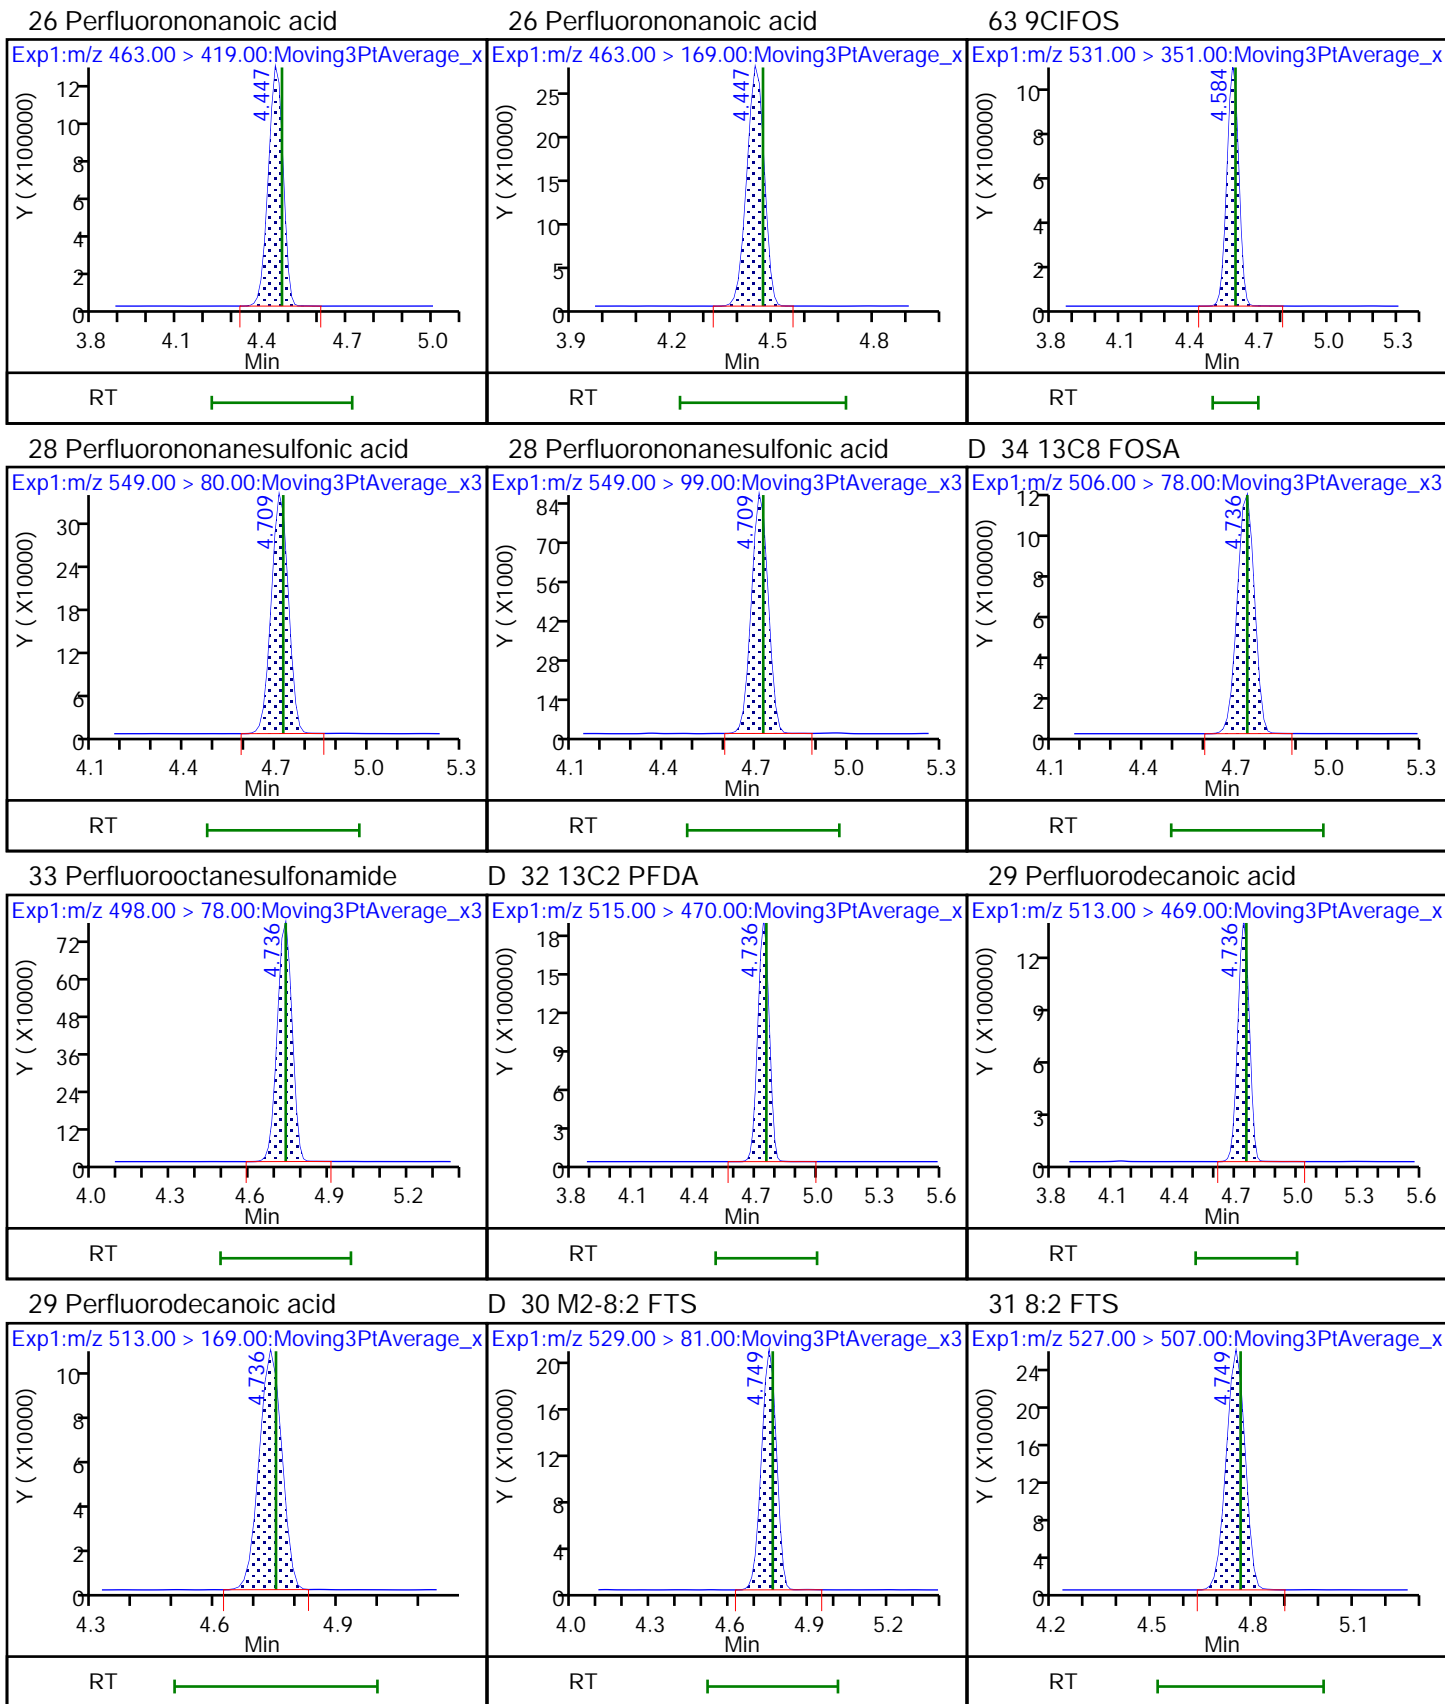 26 Perfluorononanoic acid
Exp1:m/z 463.00 > 419.00:Moving3PtAverage_x
4.447
Y ( X100000)
12
10
8
6
4
2
0
3.8 4.1 4.4 4.7 5.0
Min
RT
26 Perfluorononanoic acid
Exp1:m/z 463.00 > 169.00:Moving3PtAverage_x
4.447
Y ( X10000)
25
20
15
10
5
0
3.9 4.2 4.5 4.8
Min
RT
63 9ClFOS
Exp1:m/z 531.00 > 351.00:Moving3PtAverage_x
4.584
Y ( X100000)
10
8
6
4
2
0
3.8 4.1 4.4 4.7 5.0 5.3
Min
RT
28 Perfluorononanesulfonic acid
Exp1:m/z 549.00 > 80.00:Moving3PtAverage_x3
4.709
Y ( X10000)
30
24
18
12
6
0
4.1 4.4 4.7 5.0 5.3
Min
RT
28 Perfluorononanesulfonic acid
Exp1:m/z 549.00 > 99.00:Moving3PtAverage_x3
4.709
Y ( X1000)
84
70
56
42
28
14
0
4.1 4.4 4.7 5.0 5.3
Min
RT
D 34 13C8 FOSA
Exp1:m/z 506.00 > 78.00:Moving3PtAverage_x3
4.736
Y ( X100000)
12
10
8
6
4
2
0
4.1 4.4 4.7 5.0 5.3
Min
RT
33 Perfluorooctanesulfonamide
Exp1:m/z 498.00 > 78.00:Moving3PtAverage_x3
4.736
Y ( X10000)
72
60
48
36
24
12
0
4.0 4.3 4.6 4.9 5.2
Min
RT
D 32 13C2 PFDA
Exp1:m/z 515.00 > 470.00:Moving3PtAverage_x
4.736
Y ( X100000)
18
15
12
9
6
3
0
3.8 4.1 4.4 4.7 5.0 5.3 5.6
Min
RT
29 Perfluorodecanoic acid
Exp1:m/z 513.00 > 469.00:Moving3PtAverage_x
4.736
Y ( X100000)
12
9
6
3
0
3.8 4.1 4.4 4.7 5.0 5.3 5.6
Min
RT
29 Perfluorodecanoic acid
Exp1:m/z 513.00 > 169.00:Moving3PtAverage_x
4.736
Y ( X10000)
10
8
6
4
2
0
4.3 4.6 4.9
Min
RT
D 30 M2-8:2 FTS
Exp1:m/z 529.00 > 81.00:Moving3PtAverage_x3
4.749
Y ( X10000)
20
16
12
8
4
0
4.0 4.3 4.6 4.9 5.2
Min
RT
31 8:2 FTS
Exp1:m/z 527.00 > 507.00:Moving3PtAverage_x
4.749
Y ( X10000)
24
20
16
12
8
4
0
4.2 4.5 4.8 5.1
Min
RT